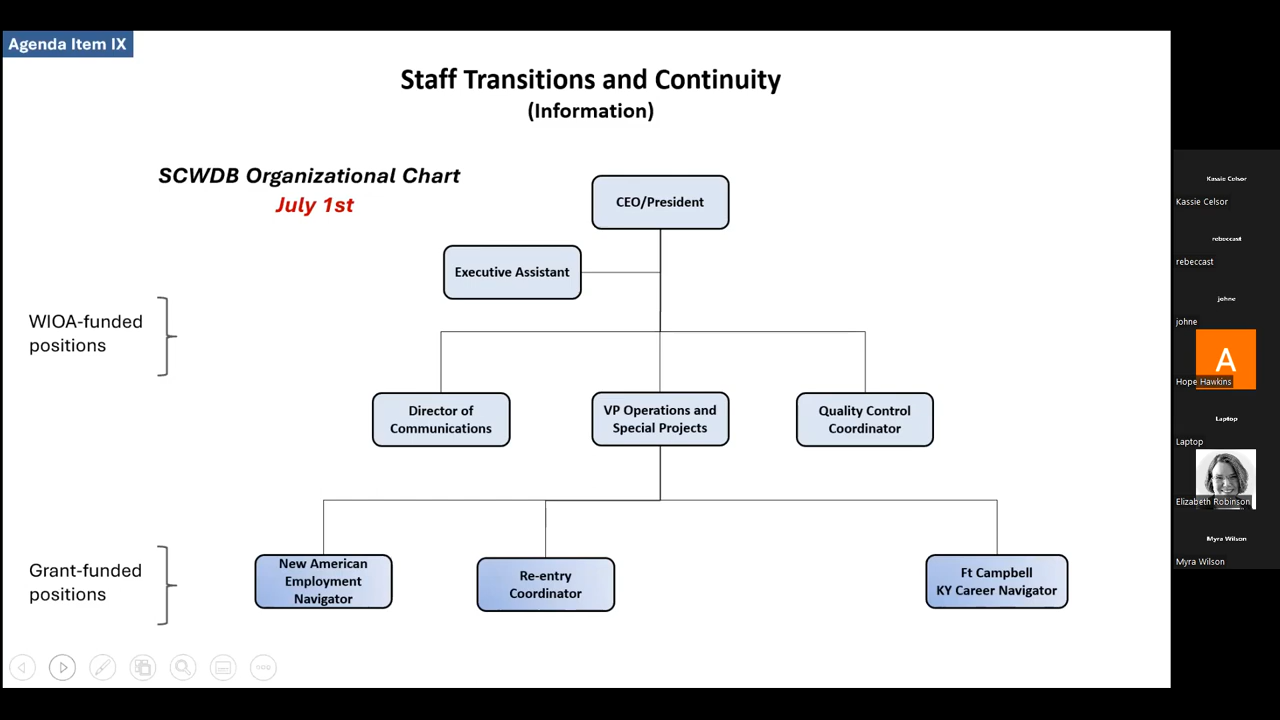 Agenda Item IX
Staff Transitions and Continuity
(Information)
SCWDB Organizational Chart
July 1st
CEO/President
Executive Assistant
WIOA-funded
positions
Director of
Communications
VP Operations and
Special Projects
Quality Control
Coordinator
Grant-funded
positions
New American
Employment
Navigator
Re-entry
Coordinator
Ft Campbell
KY Career Navigator
Kassie Celsor
Kassie Celsor
rebeccast
rebeccast
johne
johne
A
Hope Hawkins
Laptop
Laptop
Elizabeth Robinson
Myra Wilson
Myra Wilson